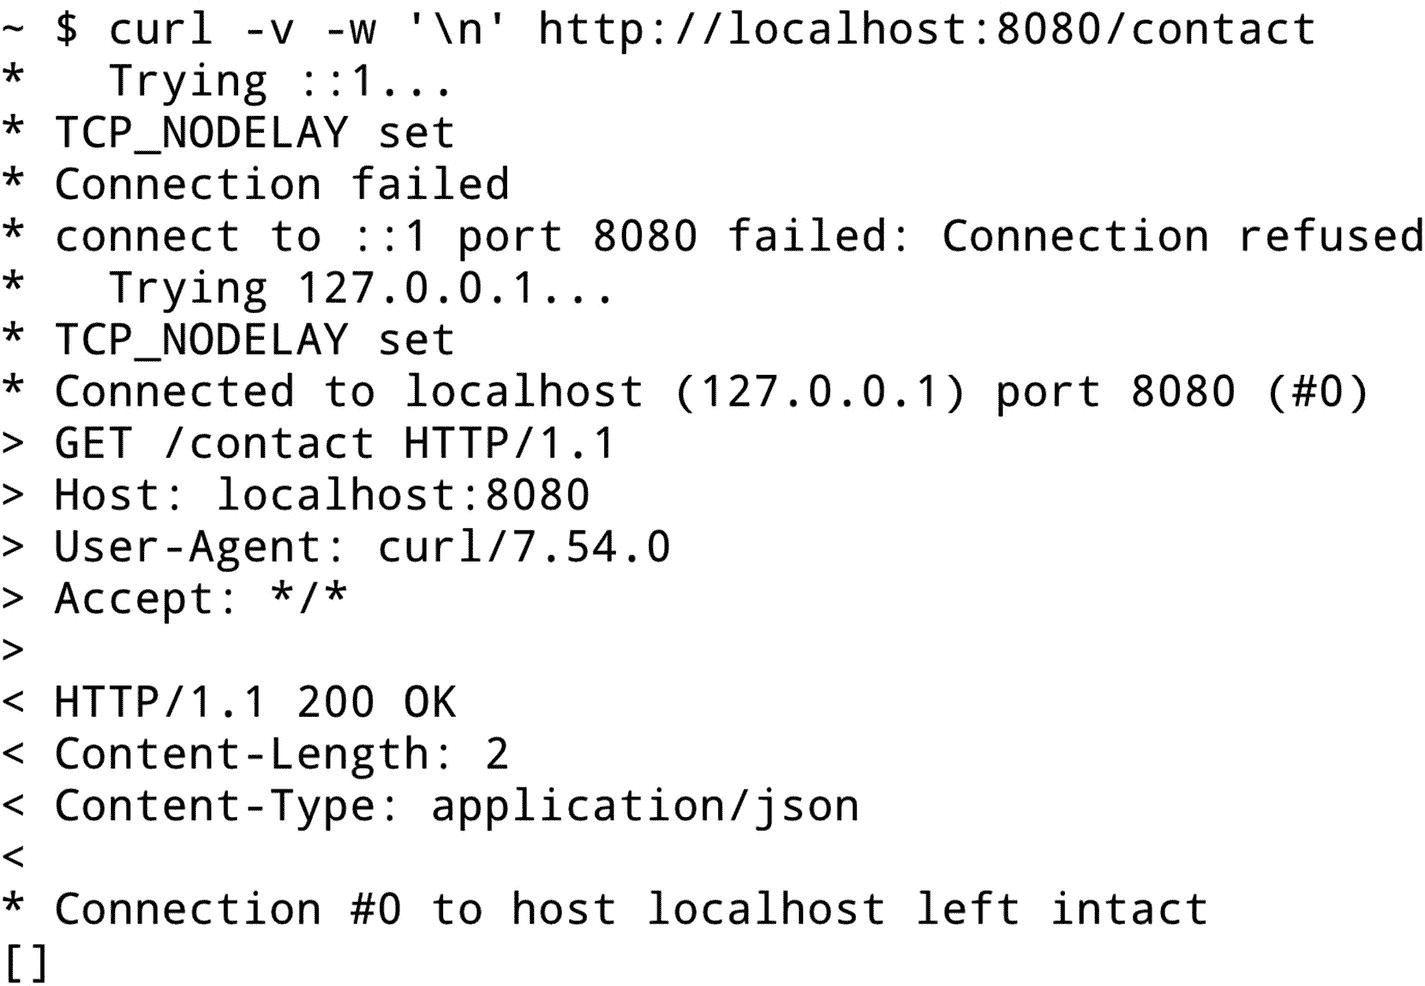 ~ $ curl -v -w '\n' http://localhost:8080/contact
*   Trying ::1...
* TCP_NODELAY set
* Connection failed
* connect to ::1 port 8080 failed: Connection refused
*   Trying 127.0.0.1...
* TCP_NODELAY set
* Connected to localhost (127.0.0.1) port 8080 (#0)
> GET /contact HTTP/1.1
> Host: localhost:8080
> User-Agent: curl/7.54.0
> Accept: */*
>
< HTTP/1.1 200 OK
< Content-Length: 2
< Content-Type: application/json
<
* Connection #0 to host localhost left intact
[]